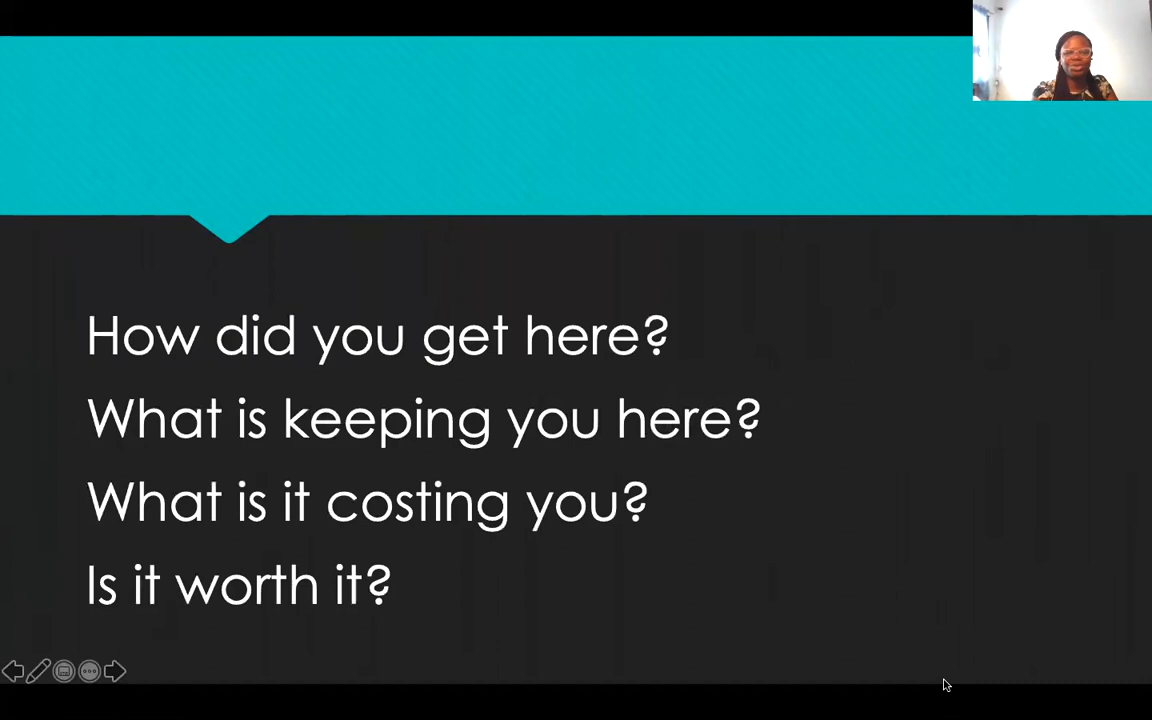 How did you get here?
What is keeping you here?
What is it costing you?
Is it worth it?